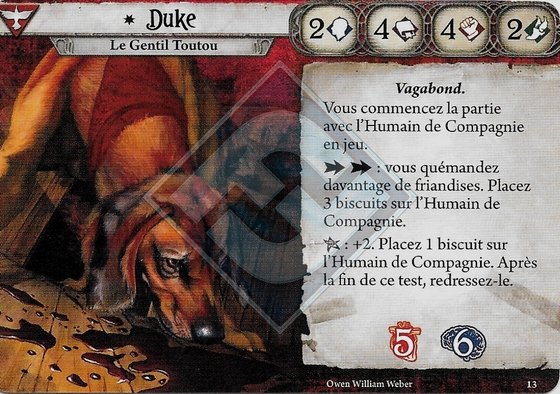 Duke
Le Gentil Toutou
2 4 4 2
Vagabond.
Vous commencez la partie
avec l'Humain de Compagnie
en jeu.
: vous quémandez
davantage de friandises. Placez
3 biscuits sur l'Humain de
Compagnie.
: +2. Placez 1 biscuit sur
l'Humain de Compagnie. Après
la fin de ce test, redressez-le.
5 6
Owen William Weber
13